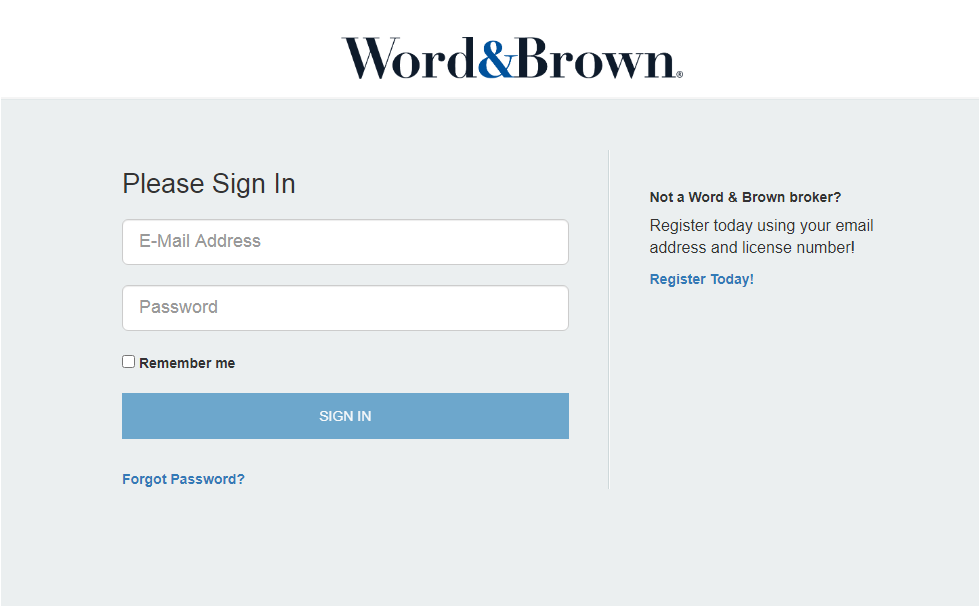 Word&Brown®
Please Sign In
E-Mail Address
Password
Remember me
SIGN IN
Forgot Password?
Not a Word & Brown broker?
Register today using your email
address and license number!
Register Today!